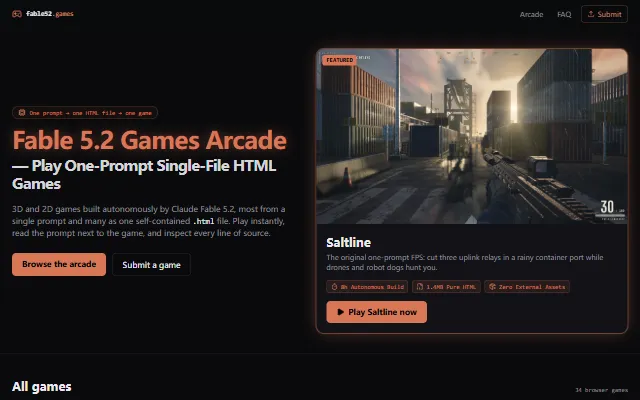 fable52.games
Arcade
FAQ
Submit
One prompt → one HTML file → one game
Fable 5.2 Games Arcade
— Play One-Prompt Single-File HTML
Games
3D and 2D games built autonomously by Claude Fable 5.2, most from a
single prompt and many as one self-contained .html file. Play instantly,
read the prompt next to the game, and inspect every line of source.
Browse the arcade
Submit a game
FEATURED
30
Saltline
The original one-prompt FPS: cut three uplink relays in a rainy container port while
drones and robot dogs hunt you.
8h Autonomous Build
1.4MB Pure HTML
Zero External Assets
Play Saltline now
All games
34 browser games